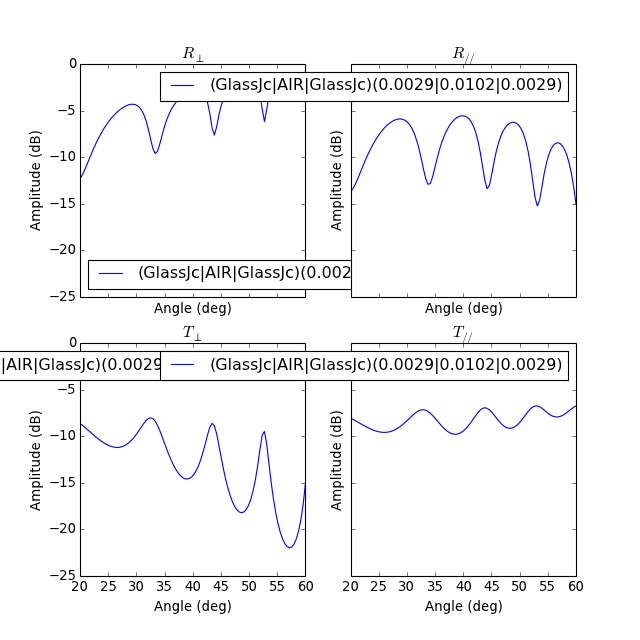 R⊥ R//
(GlassJc|AIR|GlassJc)(0.0029|0.0102|0.0029)
0
−5
−10
−15
−20
−25
Amplitude (dB) Amplitude (dB)
(GlassJc|AIR|GlassJc)(0.002
Angle (deg) Angle (deg)
T⊥ T//
|AIR|GlassJc)(0.0029 (GlassJc|AIR|GlassJc)(0.0029|0.0102|0.0029)
0
−5
−10
−15
−20
−25
Amplitude (dB) Amplitude (dB)
20 25 30 35 40 45 50 55 60 20 25 30 35 40 45 50 55 60
Angle (deg) Angle (deg)